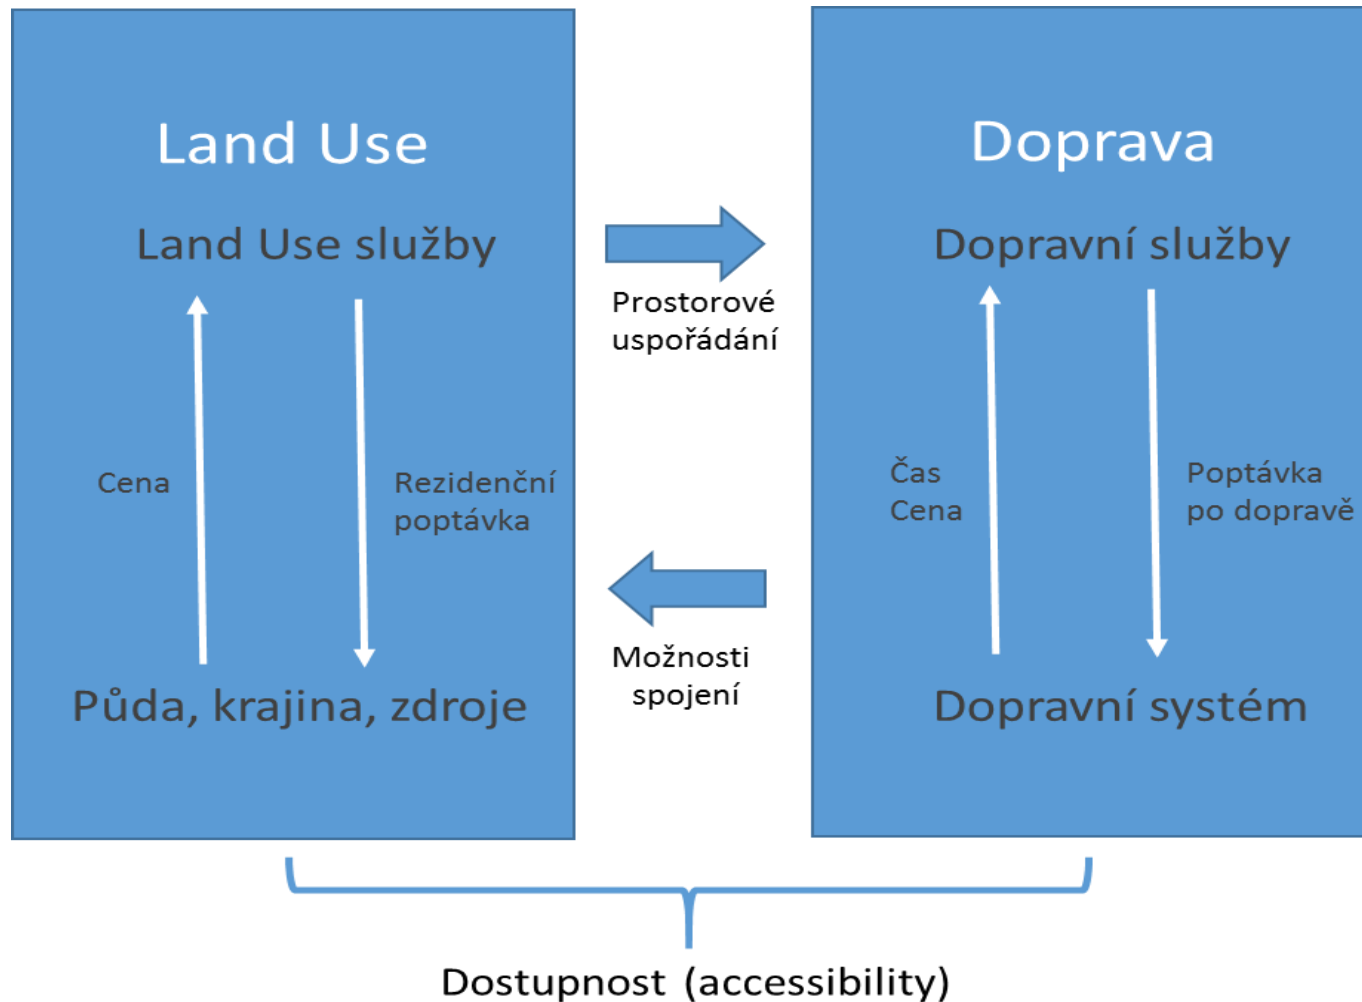 Land Use
Land Use služby
Cena
Rezidenční
poptávka
Půda, krajina, zdroje
Prostorové
uspořádání
Možnosti
spojení
Doprava
Dopravní služby
Čas
Cena
Poptávka
po dopravě
Dopravní systém
Dostupnost (accessibility)